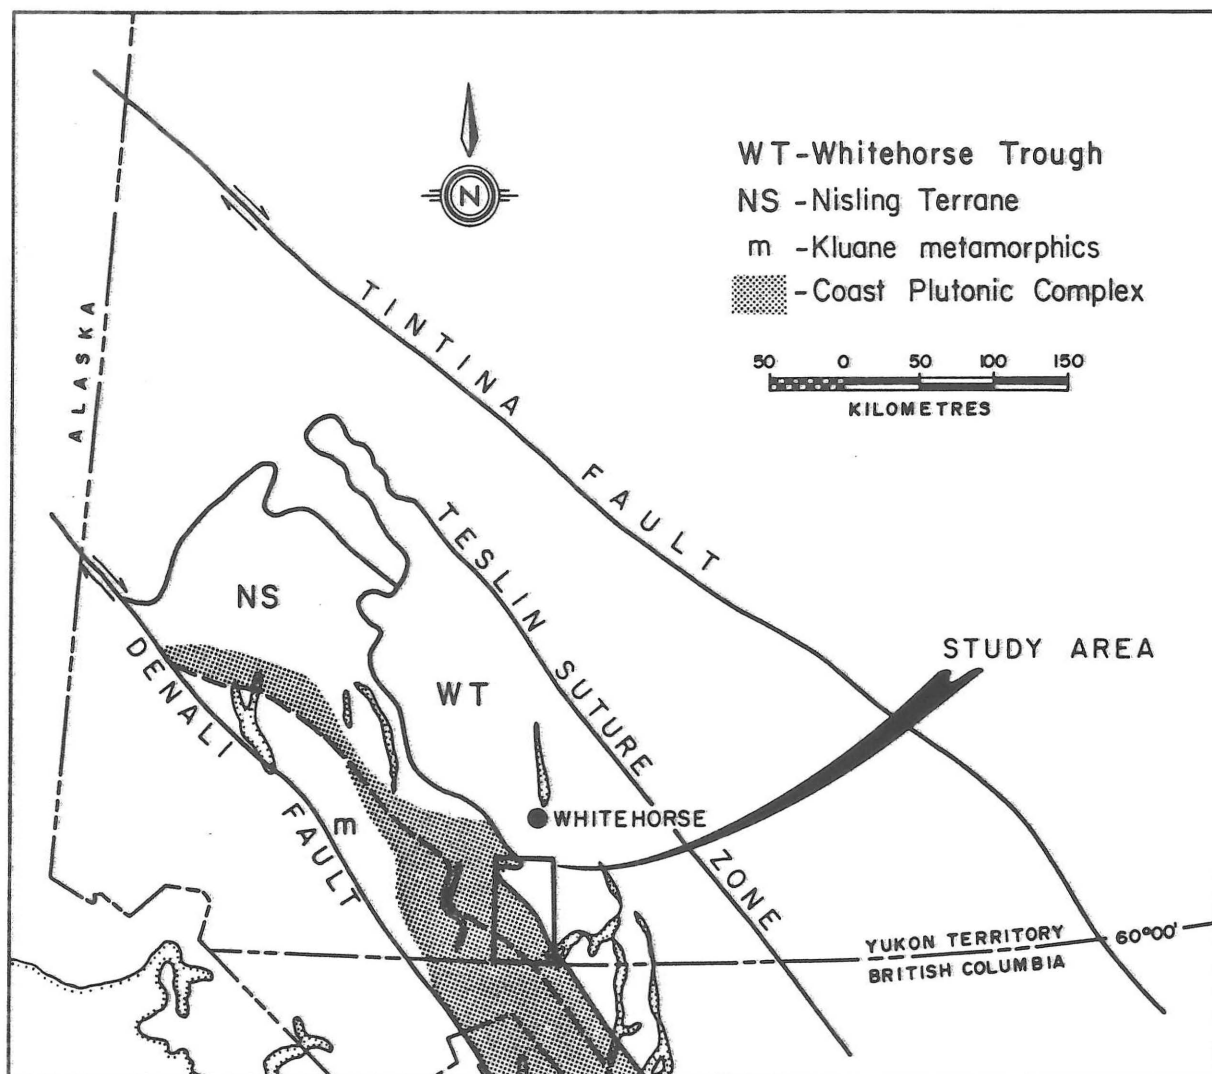 N
WT-Whitehorse Trough
NS -Nisling Terrane
m -Kluane metamorphics
-Coast Plutonic Complex
50 0 50 100 150
KILOMETRES
ALASKA
TINTINA FAULT
TESLIN SUTURE ZONE
NS
DENALI FAULT
WT
STUDY AREA
m
WHITEHORSE
YUKON TERRITORY
60°00'
BRITISH COLUMBIA